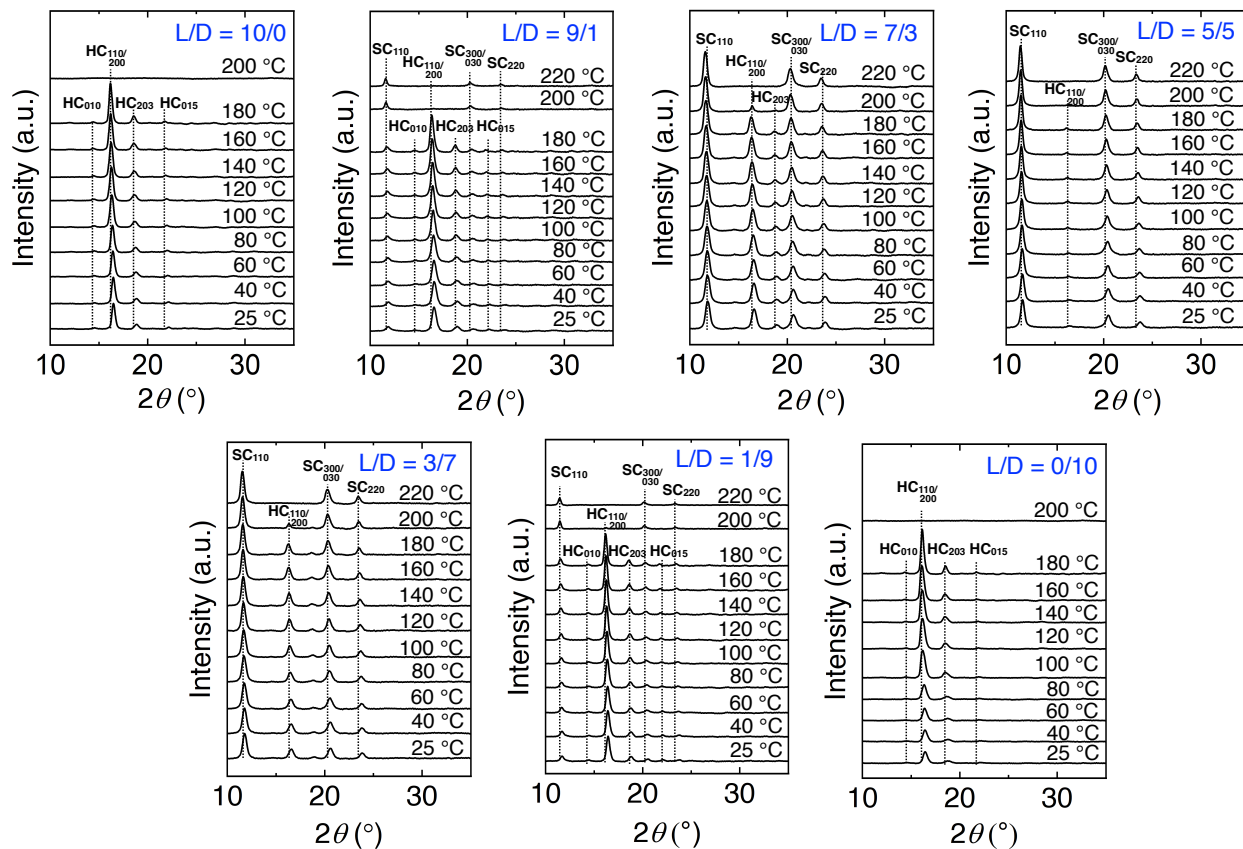 L/D = 10/0
HC110/200
200 °C
HC010
HC203
HC015
180 °C
160 °C
140 °C
120 °C
100 °C
80 °C
60 °C
40 °C
25 °C
Intensity (a.u.)
10 20 30
2θ (°)
L/D = 9/1
SC110
HC110/200
SC300/030
SC220
220 °C
200 °C
HC010
HC203
HC015
180 °C
160 °C
140 °C
120 °C
100 °C
80 °C
60 °C
40 °C
25 °C
Intensity (a.u.)
10 20 30
2θ (°)
L/D = 7/3
SC110
HC110/200
HC203
SC300/030
SC220
220 °C
200 °C
180 °C
160 °C
140 °C
120 °C
100 °C
80 °C
60 °C
40 °C
25 °C
Intensity (a.u.)
10 20 30
2θ (°)
L/D = 5/5
SC110
HC110/200
SC300/030
SC220
220 °C
200 °C
180 °C
160 °C
140 °C
120 °C
100 °C
80 °C
60 °C
40 °C
25 °C
Intensity (a.u.)
10 20 30
2θ (°)
L/D = 3/7
SC110
HC110/200
SC300/030
SC220
220 °C
200 °C
180 °C
160 °C
140 °C
120 °C
100 °C
80 °C
60 °C
40 °C
25 °C
Intensity (a.u.)
10 20 30
2θ (°)
L/D = 1/9
SC110
SC300/030
SC220
220 °C
HC110/200
200 °C
HC010
HC203
HC015
180 °C
160 °C
140 °C
120 °C
100 °C
80 °C
60 °C
40 °C
25 °C
Intensity (a.u.)
10 20 30
2θ (°)
L/D = 0/10
HC110/200
200 °C
HC010
HC203
HC015
180 °C
160 °C
140 °C
120 °C
100 °C
80 °C
60 °C
40 °C
25 °C
Intensity (a.u.)
10 20 30
2θ (°)